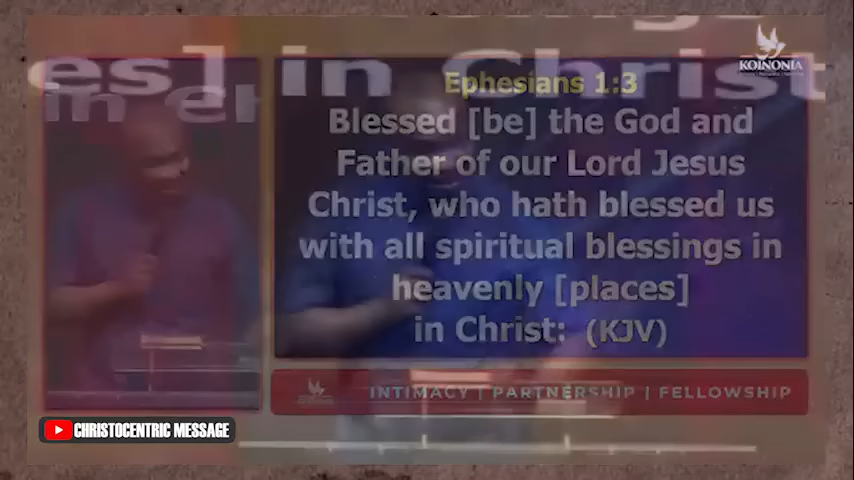 es] in Christ
in
KOINONIA
Ephesians 1:3
Blessed [be] the God and
Father of our Lord Jesus
Christ, who hath blessed us
with all spiritual blessings in
heavenly [places]
in Christ: (KJV)
INTIMACY | PARTNERSHIP | FELLOWSHIP
CHRISTOCENTRIC MESSAGE